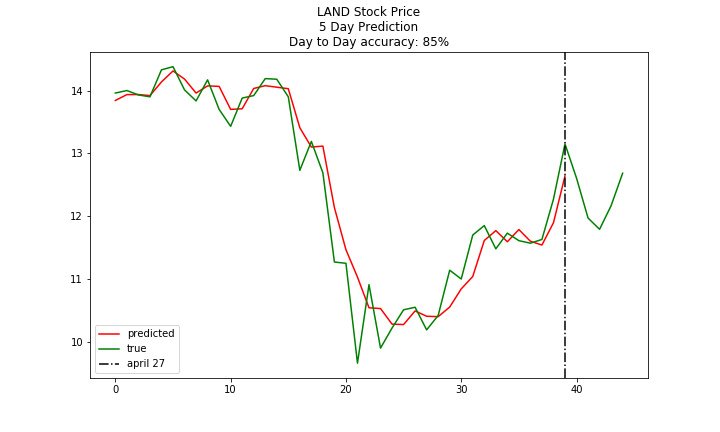 LAND Stock Price
5 Day Prediction
Day to Day accuracy: 85%
14
13
12
11
10
predicted
true
april 27
0
10
20
30
40